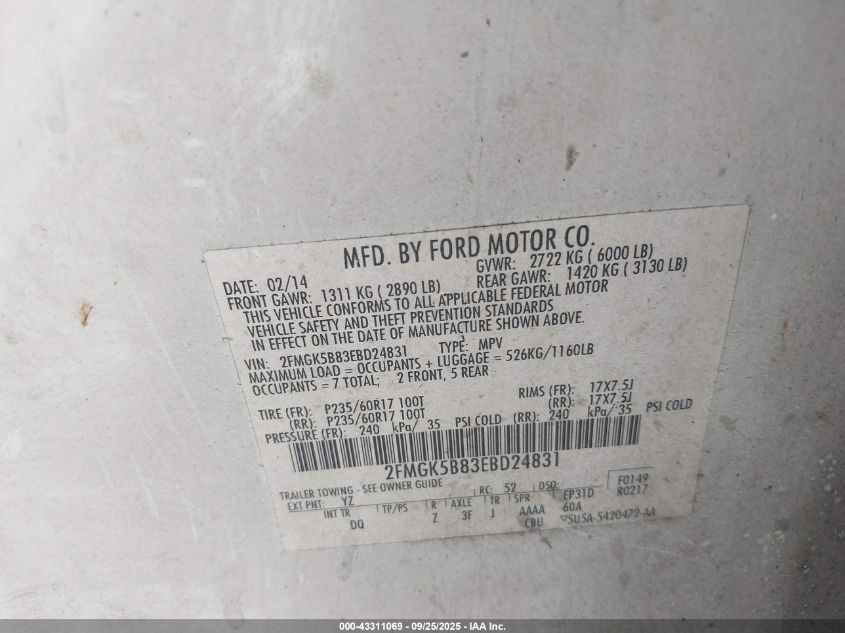 MFD. BY FORD MOTOR CO.
DATE: 02/14 GVWR: 2722 KG ( 6000 LB)
FRONT GAWR: 1311 KG ( 2890 LB) REAR GAWR: 1420 KG ( 3130 LB)
THIS VEHICLE CONFORMS TO ALL APPLICABLE FEDERAL MOTOR
VEHICLE SAFETY AND THEFT PREVENTION STANDARDS
IN EFFECT ON THE DATE OF MANUFACTURE SHOWN ABOVE.
VIN: 2FMGK5B83EBD24831 TYPE: MPV
MAXIMUM LOAD = OCCUPANTS + LUGGAGE = 526KG/1160LB
OCCUPANTS = 7 TOTAL; 2 FRONT, 5 REAR
TIRE (FR): P235/60R17 100T RIMS (FR): 17X7.5J
(RR): P235/60R17 100T (RR): 17X7.5J
PRESSURE (FR): 240 kPa/ 35 PSI COLD (RR): 240 kPa/ 35 PSI COLD
2FMGK5B83EBD24831
TRAILER TOWING - SEE OWNER GUIDE F0149
EXT PNT: YZ RC: 52 DSO: R0217
INT TR TP/PS R AXLE TR SPR EP31D
DQ Z 3F J AAAA 60A
CBU 5U5A-5420472-AA
000-43311069 - 09/25/2025 - IAA Inc.